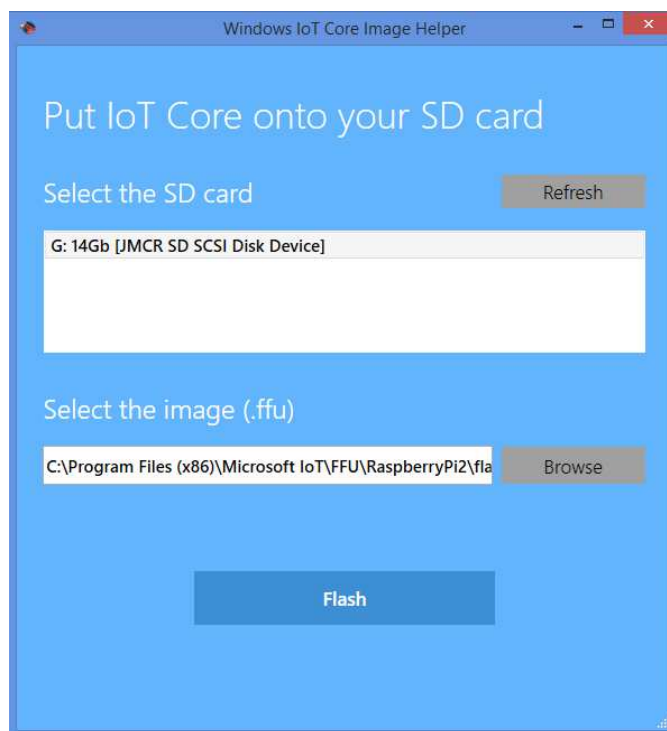 Windows IoT Core Image Helper
Put IoT Core onto your SD card
Select the SD card
Refresh
G: 14Gb [JMCR SD SCSI Disk Device]
Select the image (.ffu)
C:\Program Files (x86)\Microsoft IoT\FFU\RaspberryPi2\fla
Browse
Flash